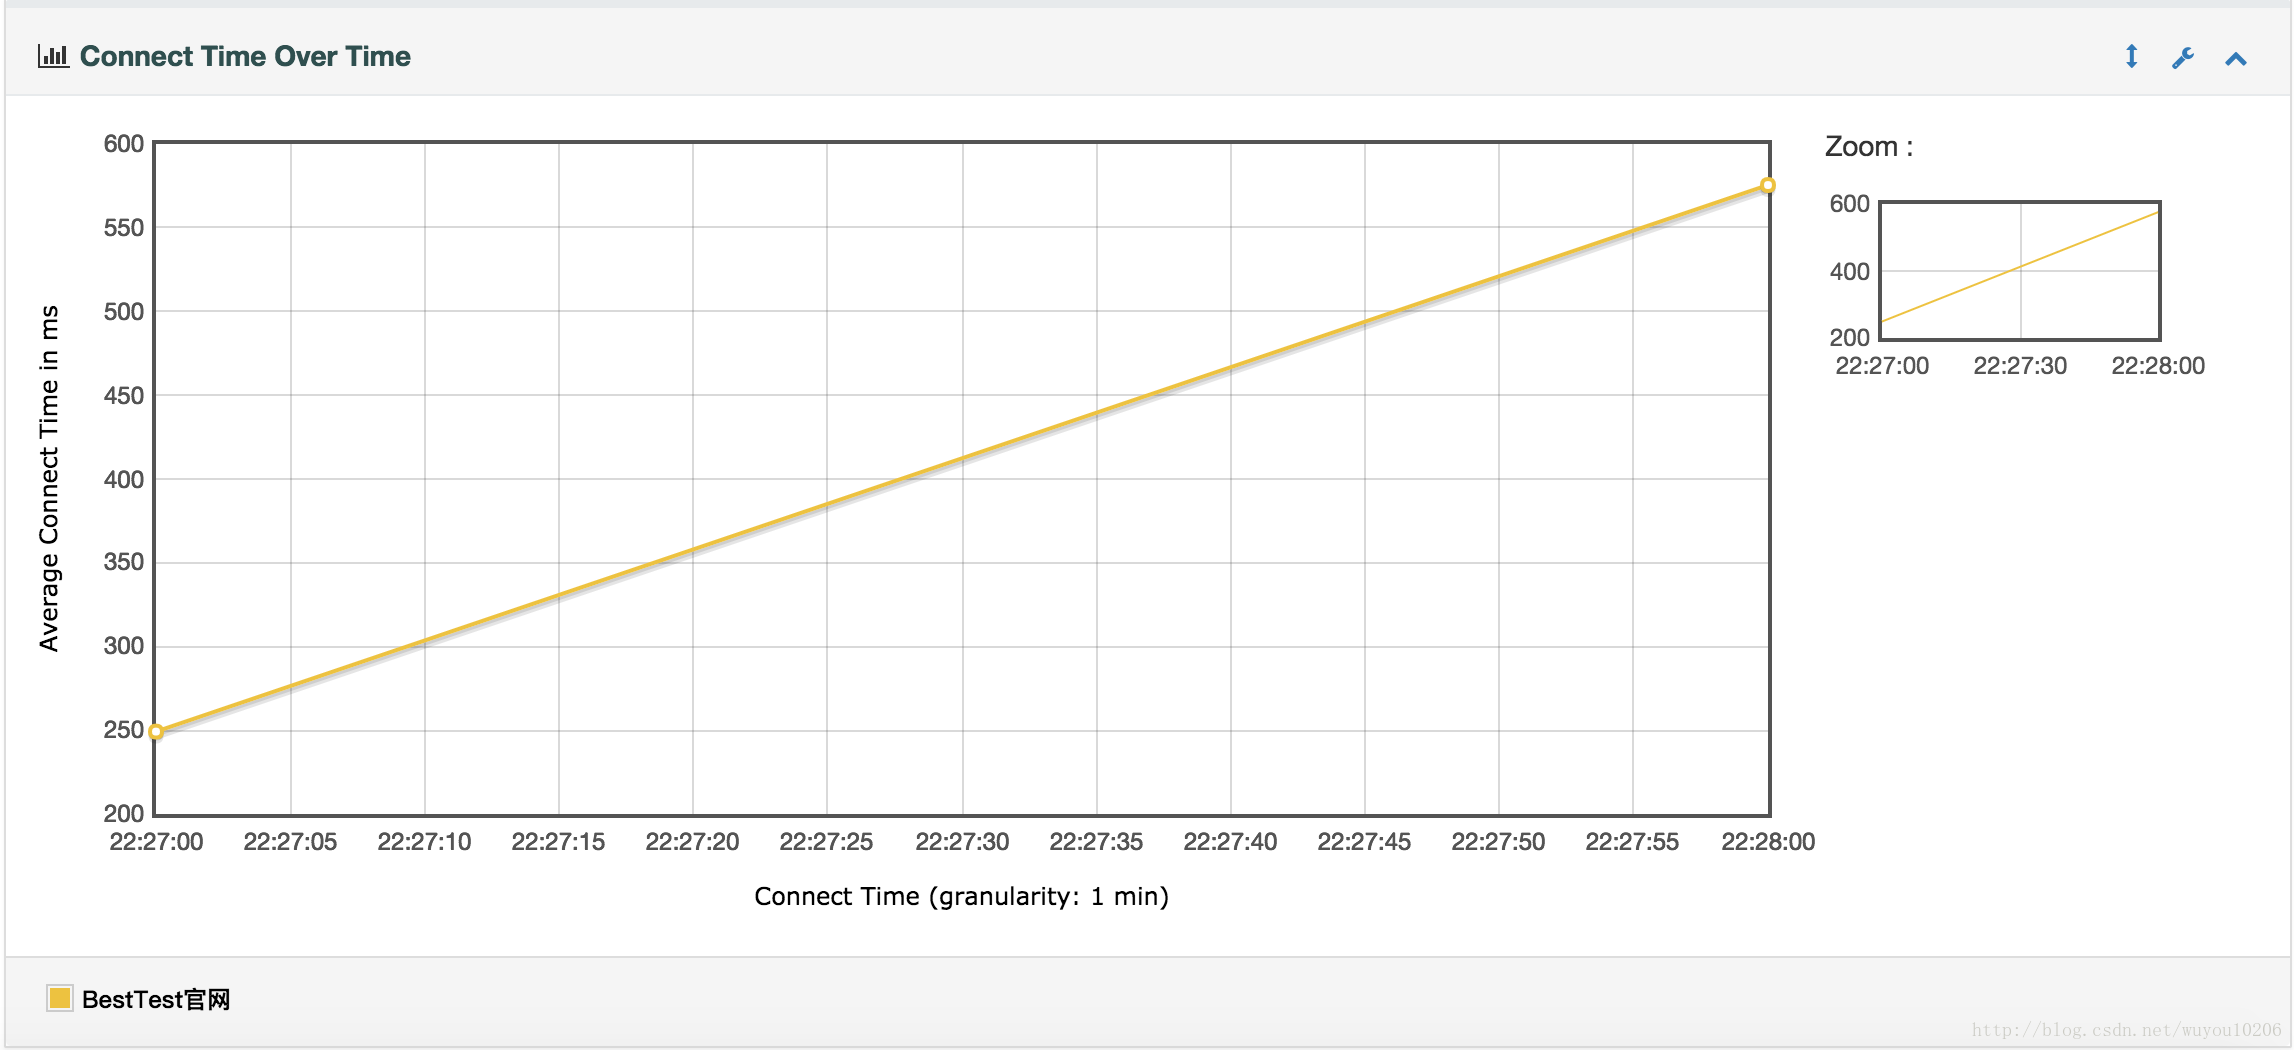 Connect Time Over Time
600
550
500
450
400
350
300
250
200
Average Connect Time in ms
22:27:00 22:27:05 22:27:10 22:27:15 22:27:20 22:27:25 22:27:30 22:27:35 22:27:40 22:27:45 22:27:50 22:27:55 22:28:00
Connect Time (granularity: 1 min)
Zoom :
600
400
200
22:27:00 22:27:30 22:28:00
BestTest官网
http://blog.csdn.net/wuyou10206